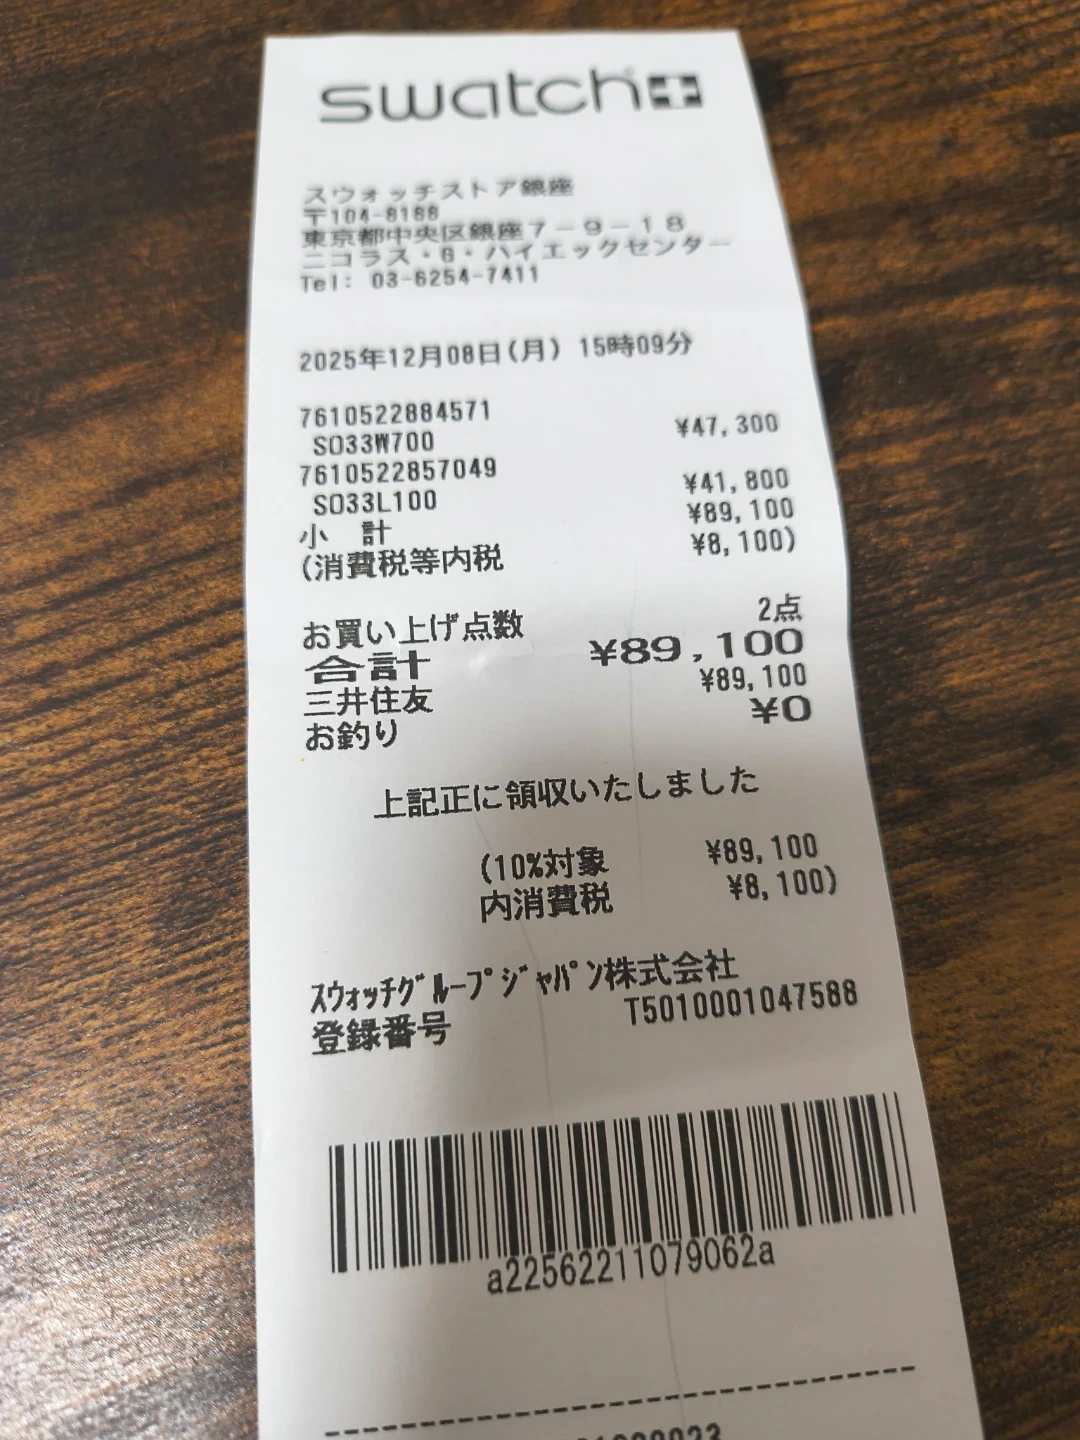 swatch
スウォッチストア銀座
〒104-8188
東京都中央区銀座7-9-18
ニコラス・G・ハイエックセンター
Tel: 03-6254-7411
2025年12月08日(月) 15時09分
7610522884571
SO33W700 ¥47,300
7610522857049
SO33L100 ¥41,800
小 計 ¥89,100
(消費税等内税 ¥8,100)
お買い上げ点数 2点
合計 ¥89,100
三井住友 ¥89,100
お釣り ¥0
上記正に領収いたしました
(10%対象 ¥89,100
内消費税 ¥8,100)
スウォッチグループジャパン株式会社
登録番号 T5010001047588
a22562211079062a